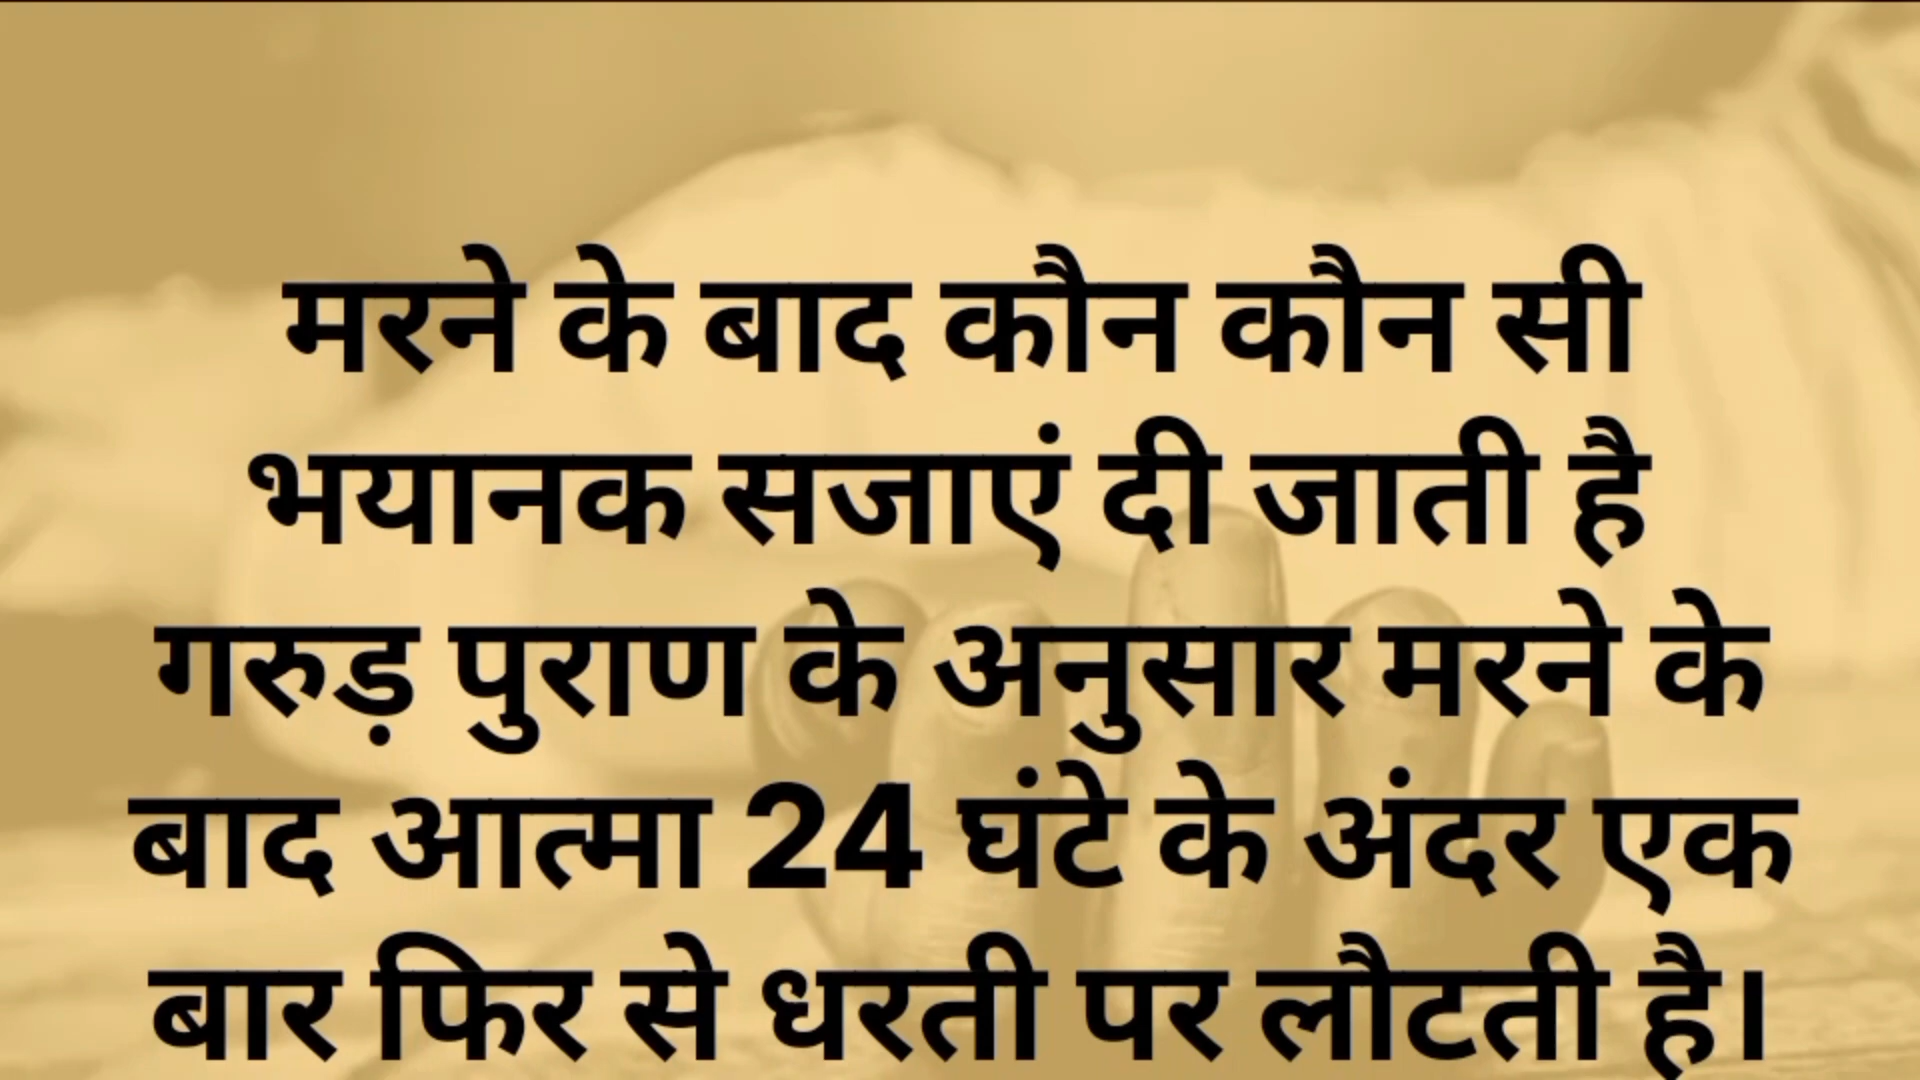 मरने के बाद कौन कौन सी
भयानक सजाएं दी जाती है
गरुड़ पुराण के अनुसार मरने के
बाद आत्मा 24 घंटे के अंदर एक
बार फिर से धरती पर लौटती है।